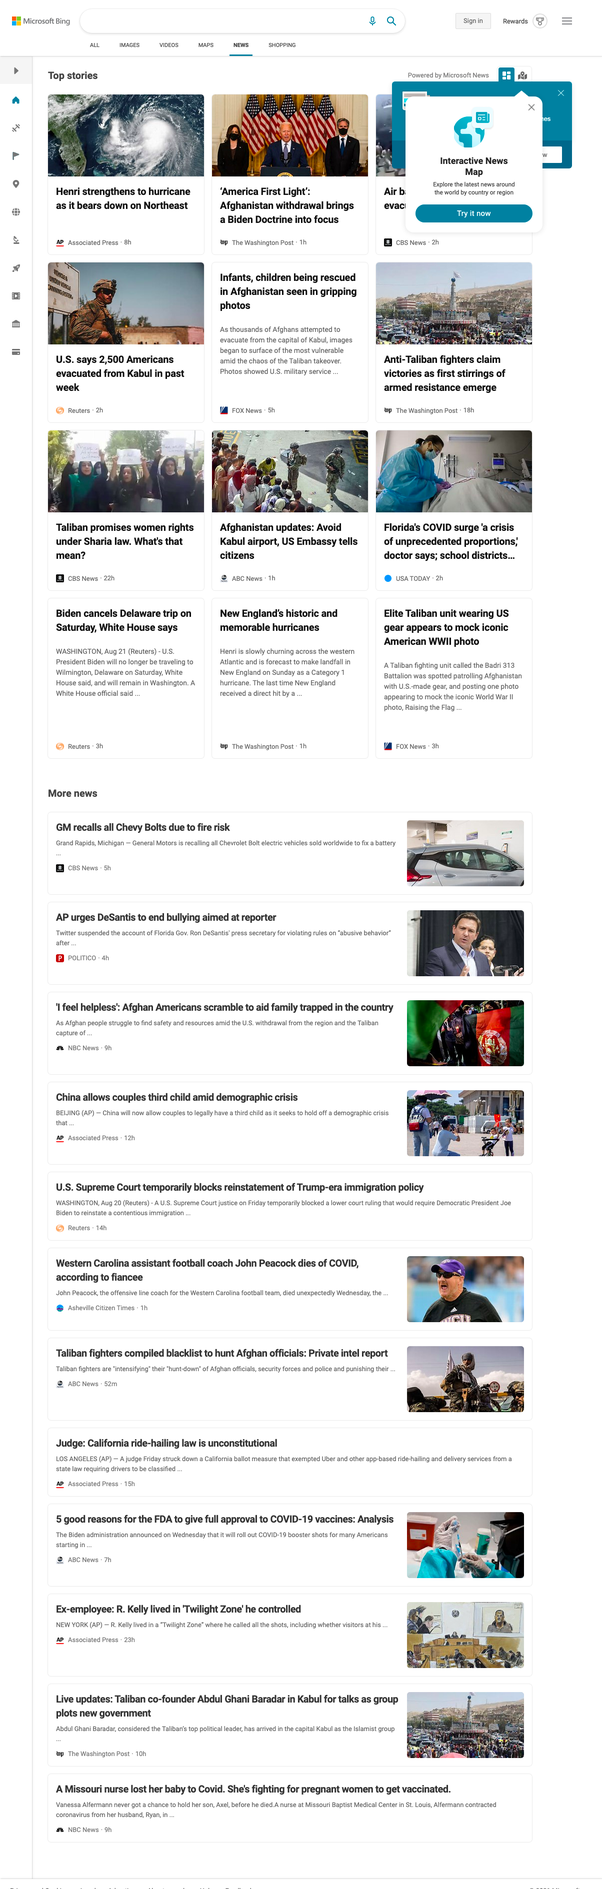 Microsoft Bing
Sign in
Rewards
ALL
IMAGES
VIDEOS
MAPS
NEWS
SHOPPING
Top stories
Powered by Microsoft News
Interactive News
Map
Explore the latest news around
the world by country or region
Try it now
Henri strengthens to hurricane
as it bears down on Northeast
AP Associated Press · 8h
'America First Light':
Afghanistan withdrawal brings
a Biden Doctrine into focus
wp The Washington Post · 1h
Air
CBS News · 2h
U.S. says 2,500 Americans
evacuated from Kabul in past
week
Reuters · 2h
Infants, children being rescued
in Afghanistan seen in gripping
photos
As thousands of Afghans attempted to
evacuate from the capital of Kabul, images
began to surface of the most vulnerable
amid the chaos of the Taliban takeover.
Photos showed U.S. military service ...
FOX News · 5h
Anti-Taliban fighters claim
victories as first stirrings of
armed resistance emerge
wp The Washington Post · 18h
Taliban promises women rights
under Sharia law. What's that
mean?
CBS News · 22h
Afghanistan updates: Avoid
Kabul airport, US Embassy tells
citizens
ABC News · 1h
Florida's COVID surge 'a crisis
of unprecedented proportions,'
doctor says; school districts…
USA TODAY · 2h
Biden cancels Delaware trip on
Saturday, White House says
WASHINGTON, Aug 21 (Reuters) - U.S.
President Biden will no longer be traveling to
Wilmington, Delaware on Saturday, White
House said, and will remain in Washington. A
White House official said ...
Reuters · 3h
New England's historic and
memorable hurricanes
Henri is slowly churning across the western
Atlantic and is forecast to make landfall in
New England on Sunday as a Category 1
hurricane. The last time New England
received a direct hit by a ...
wp The Washington Post · 1h
Elite Taliban unit wearing US
gear appears to mock iconic
American WWII photo
A Taliban fighting unit called the Badri 313
Battalion was spotted patrolling Afghanistan
with U.S.-made gear, and posting one photo
appearing to mock the iconic World War II
photo, Raising the Flag ...
FOX News · 3h
More news
GM recalls all Chevy Bolts due to fire risk
Grand Rapids, Michigan — General Motors is recalling all Chevrolet Bolt electric vehicles sold worldwide to fix a battery
...
CBS News · 5h
AP urges DeSantis to end bullying aimed at reporter
Twitter suspended the account of Florida Gov. Ron DeSantis' press secretary for violating rules on "abusive behavior"
after ...
P POLITICO · 4h
'I feel helpless': Afghan Americans scramble to aid family trapped in the country
As Afghan people struggle to find safety and resources amid the U.S. withdrawal from the region and the Taliban
capture of ...
NBC News · 9h
China allows couples third child amid demographic crisis
BEIJING (AP) — China will now allow couples to legally have a third child as it seeks to hold off a demographic crisis
that ...
AP Associated Press · 12h
U.S. Supreme Court temporarily blocks reinstatement of Trump-era immigration policy
WASHINGTON, Aug 20 (Reuters) - A U.S. Supreme Court justice on Friday temporarily blocked a lower court ruling that would require Democratic President Joe
Biden to reinstate a contentious immigration ...
Reuters · 14h
Western Carolina assistant football coach John Peacock dies of COVID,
according to fiancee
John Peacock, the offensive line coach for the Western Carolina football team, died unexpectedly Wednesday, the ...
Asheville Citizen Times · 1h
Taliban fighters compiled blacklist to hunt Afghan officials: Private intel report
Taliban fighters are "intensifying" their "hunt-down" of Afghan officials, security forces and police and punishing their ...
ABC News · 52m
Judge: California ride-hailing law is unconstitutional
LOS ANGELES (AP) — A judge Friday struck down a California ballot measure that exempted Uber and other app-based ride-hailing and delivery services from a
state law requiring drivers to be classified ...
AP Associated Press · 15h
5 good reasons for the FDA to give full approval to COVID-19 vaccines: Analysis
The Biden administration announced on Wednesday that it will roll out COVID-19 booster shots for many Americans
starting in ...
ABC News · 7h
Ex-employee: R. Kelly lived in 'Twilight Zone' he controlled
NEW YORK (AP) — R. Kelly lived in a "Twilight Zone" where he called all the shots, including whether visitors at his ...
AP Associated Press · 23h
Live updates: Taliban co-founder Abdul Ghani Baradar in Kabul for talks as group
plots new government
Abdul Ghani Baradar, considered the Taliban's top political leader, has arrived in the capital Kabul as the Islamist group
...
wp The Washington Post · 10h
A Missouri nurse lost her baby to Covid. She's fighting for pregnant women to get vaccinated.
Vanessa Alfermann never got a chance to hold her son, Axel, before he died.A nurse at Missouri Baptist Medical Center in St. Louis, Alfermann contracted
coronavirus from her husband, Ryan, in ...
NBC News · 9h